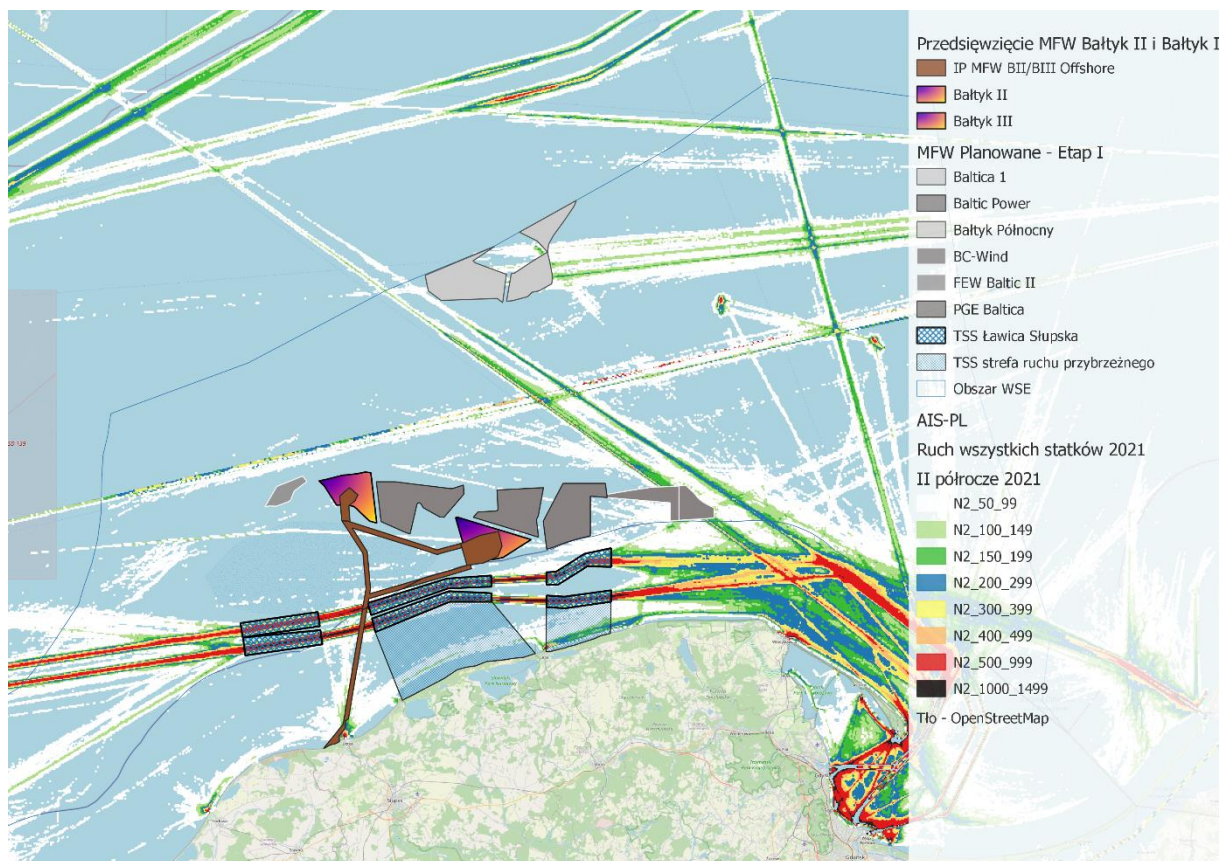 Przedsięwzięcie MFW Bałtyk II i Bałtyk I
IP MFW BII/BIII Offshore
Bałtyk II
Bałtyk III
MFW Planowane - Etap I
Baltica 1
Baltic Power
Bałtyk Północny
BC-Wind
FEW Baltic II
PGE Baltica
TSS Ławica Słupska
TSS strefa ruchu przybrzeżnego
Obszar WSE
AIS-PL
Ruch wszystkich statków 2021
II półrocze 2021
N2_50_99
N2_100_149
N2_150_199
N2_200_299
N2_300_399
N2_400_499
N2_500_999
N2_1000_1499
Tło - OpenStreetMap
Słupsk
Gdynia
Gdańsk